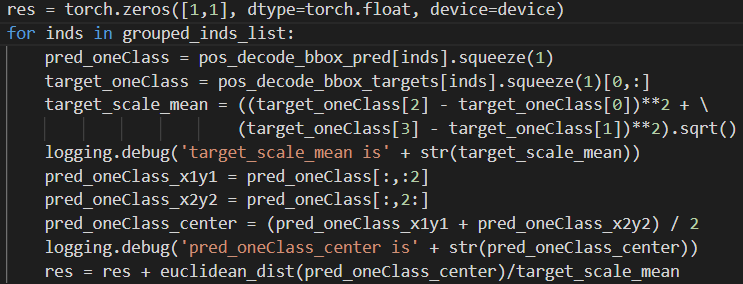 res = torch.zeros([1,1], dtype=torch.float, device=device)
for inds in grouped_inds_list:
    pred_oneClass = pos_decode_bbox_pred[inds].squeeze(1)
    target_oneClass = pos_decode_bbox_targets[inds].squeeze(1)[0,:]
    target_scale_mean = ((target_oneClass[2] - target_oneClass[0])**2 + \
                         (target_oneClass[3] - target_oneClass[1])**2).sqrt()
    logging.debug('target_scale_mean is' + str(target_scale_mean))
    pred_oneClass_x1y1 = pred_oneClass[:,:2]
    pred_oneClass_x2y2 = pred_oneClass[:,2:]
    pred_oneClass_center = (pred_oneClass_x1y1 + pred_oneClass_x2y2) / 2
    logging.debug('pred_oneClass_center is' + str(pred_oneClass_center))
    res = res + euclidean_dist(pred_oneClass_center)/target_scale_mean